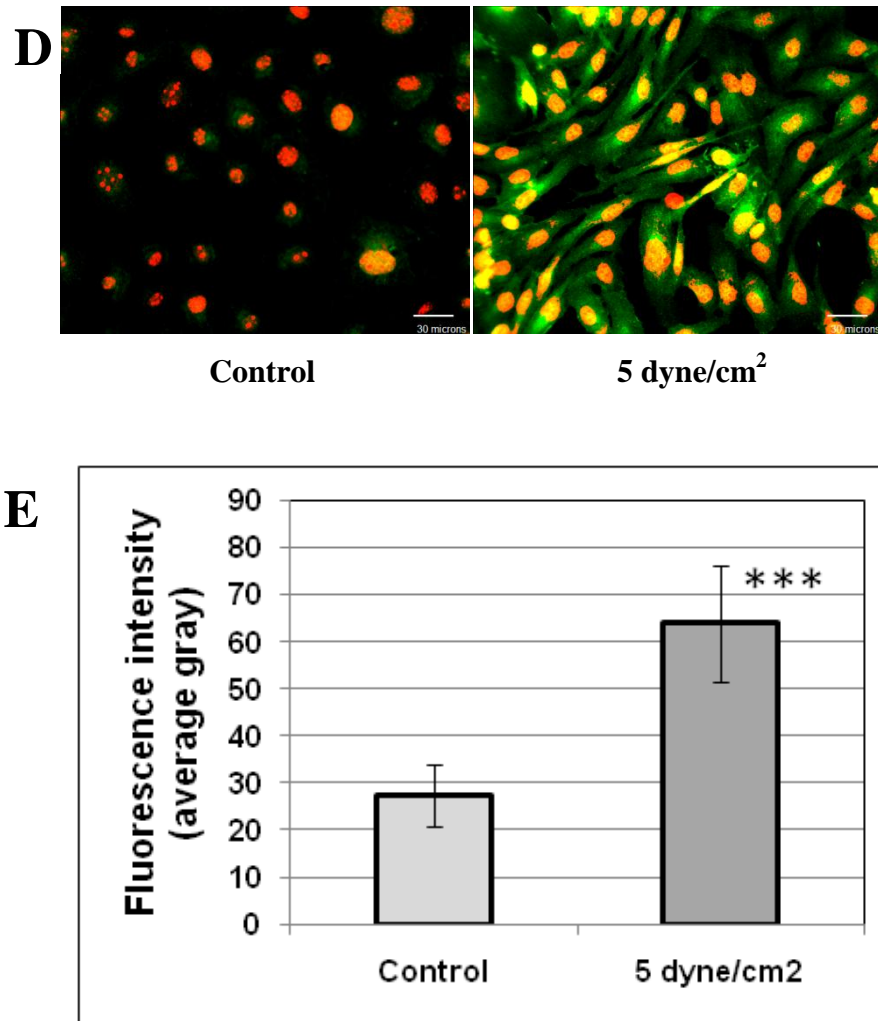 D
30 microns
30 microns
Control
5 dyne/cm²
E
Fluorescence intensity
(average gray)
90
80
70
60
50
40
30
20
10
0
***
Control
5 dyne/cm2